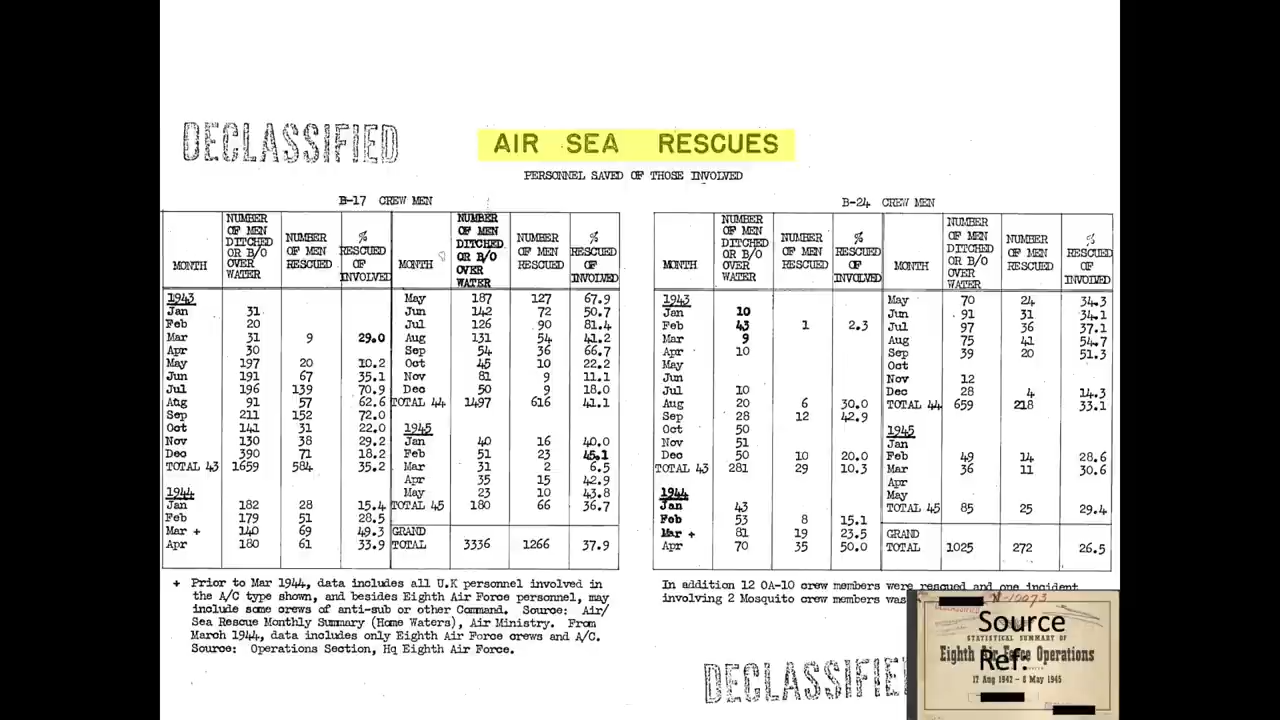 DECLASSIFIED
AIR SEA RESCUES
PERSONNEL SAVED OF THOSE INVOLVED
B-17 CREW MEN
MONTH | NUMBER OF MEN DITCHED OR B/O OVER WATER | NUMBER OF MEN RESCUED | % RESCUED OF INVOLVED
1943
Jan 31
Feb 20
Mar 31 9 29.0
Apr 30
May 197 20 10.2
Jun 191 67 35.1
Jul 196 139 70.9
Aug 91 57 62.6
Sep 211 152 72.0
Oct 141 31 22.0
Nov 130 38 29.2
Dec 390 71 18.2
TOTAL 43 1659 584 35.2
1944
Jan 182 28 15.4
Feb 179 51 28.5
Mar + 140 69 49.3
Apr 180 61 33.9
MONTH | NUMBER OF MEN DITCHED OR B/O OVER WATER | NUMBER OF MEN RESCUED | % RESCUED OF INVOLVED
May 187 127 67.9
Jun 142 72 50.7
Jul 126 90 81.4
Aug 131 54 41.2
Sep 54 36 66.7
Oct 45 10 22.2
Nov 81 9 11.1
Dec 50 9 18.0
TOTAL 44 1497 616 41.1
1945
Jan 40 16 40.0
Feb 51 23 45.1
Mar 31 2 6.5
Apr 35 15 42.9
May 23 10 43.8
TOTAL 45 180 66 36.7
GRAND
TOTAL 3336 1266 37.9
B-24 CREW MEN
MONTH | NUMBER OF MEN DITCHED OR B/O OVER WATER | NUMBER OF MEN RESCUED | % RESCUED OF INVOLVED
1943
Jan 10
Feb 43 1 2.3
Mar 9
Apr 10
May
Jun
Jul 10
Aug 20 6 30.0
Sep 28 12 42.9
Oct 50
Nov 51
Dec 50 10 20.0
TOTAL 43 281 29 10.3
1944
Jan 43
Feb 53 8 15.1
Mar + 81 19 23.5
Apr 70 35 50.0
MONTH | NUMBER OF MEN DITCHED OR B/O OVER WATER | NUMBER OF MEN RESCUED | % RESCUED OF INVOLVED
May 70 24 34.3
Jun 91 31 34.1
Jul 97 36 37.1
Aug 75 41 54.7
Sep 39 20 51.3
Oct
Nov 12
Dec 28 4 14.3
TOTAL 44 659 218 33.1
1945
Jan
Feb 49 14 28.6
Mar 36 11 30.6
Apr
May
TOTAL 45 85 25 29.4
GRAND
TOTAL 1025 272 26.5
+ Prior to Mar 1944, data includes all U.K personnel involved in
the A/C type shown, and besides Eighth Air Force personnel, may
include some crews of anti-sub or other Command. Source: Air/
Sea Rescue Monthly Summary (Home Waters), Air Ministry. From
March 1944, data includes only Eighth Air Force crews and A/C.
Source: Operations Section, Hq Eighth Air Force.
In addition 12 OA-10 crew members were rescued and one incident
involving 2 Mosquito crew members was
DECLASSIFIED
Source
Ref:
STATISTICAL SUMMARY OF
Eighth Air Force Operations
17 Aug 1942 - 8 May 1945